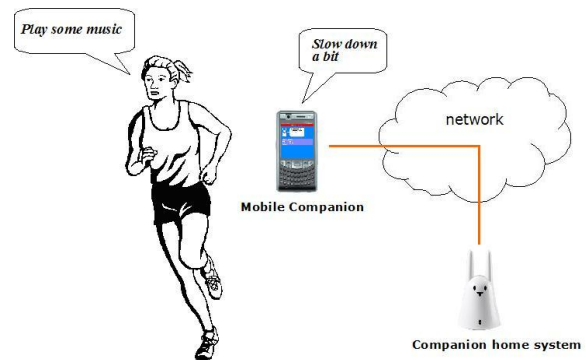 Play some music
Slow down
a bit
network
Mobile Companion
Companion home system